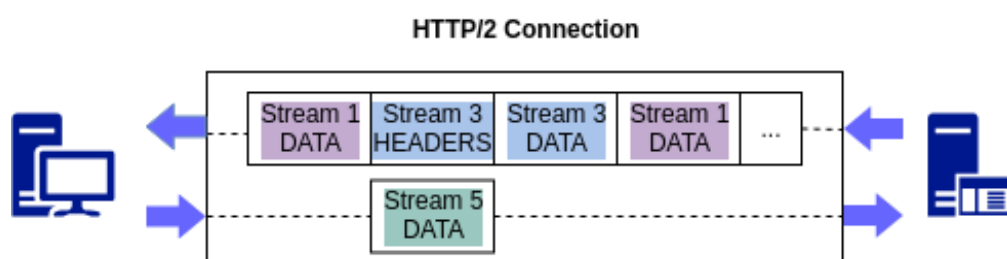 HTTP/2 Connection
Stream 1 Stream 3 Stream 3 Stream 1
DATA HEADERS DATA DATA ...
Stream 5
DATA